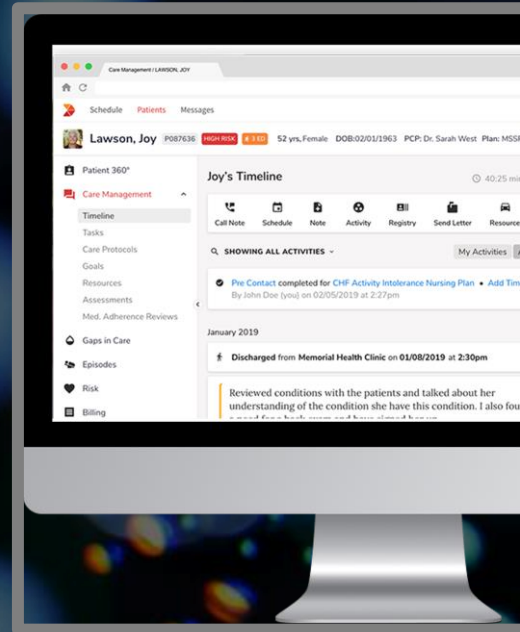 Care Management / LAWSON, JOY
Schedule Patients Messages
Lawson, Joy P087636 HIGH RISK 3 ED 52 yrs, Female DOB:02/01/1963 PCP: Dr. Sarah West Plan: MSSP
Patient 360°
Care Management
Timeline
Tasks
Care Protocols
Goals
Resources
Assessments
Med. Adherence Reviews
Gaps in Care
Episodes
Risk
Billing
Joy's Timeline
40:25 min
Call Note Schedule Note Activity Registry Send Letter Resource
SHOWING ALL ACTIVITIES
My Activities
Pre Contact completed for CHF Activity Intolerance Nursing Plan • Add Tim
By John Doe (you) on 02/05/2019 at 2:27pm
January 2019
Discharged from Memorial Health Clinic on 01/08/2019 at 2:30pm
Reviewed conditions with the patients and talked about her
understanding of the condition she have this condition. I also fou